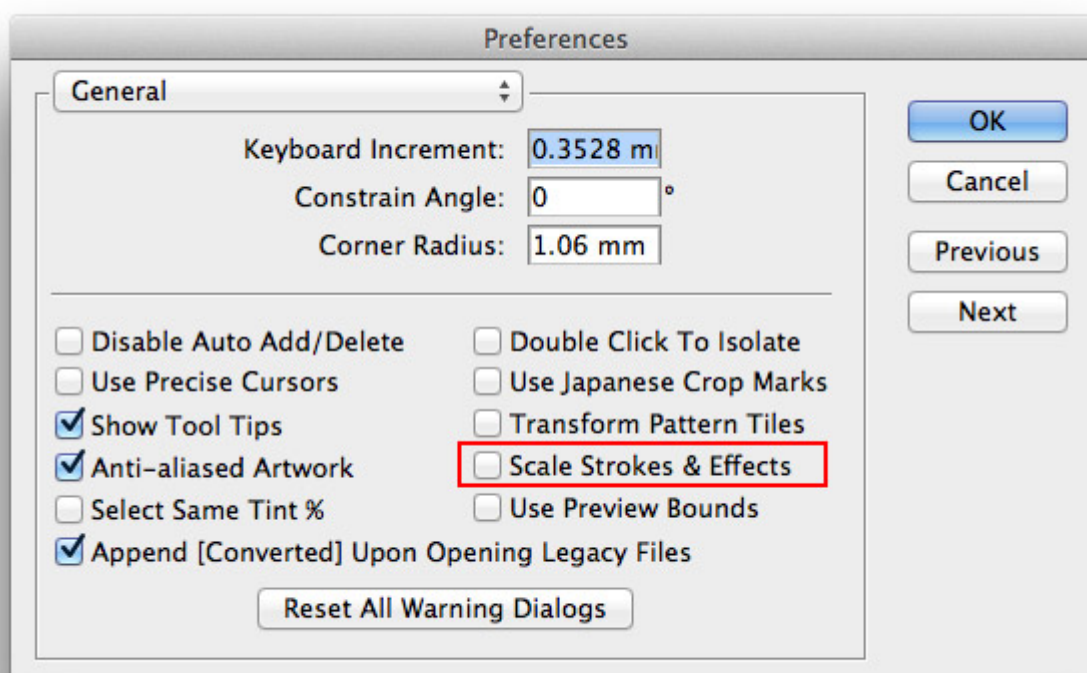 Preferences
General
Keyboard Increment: 0.3528 m
Constrain Angle: 0 °
Corner Radius: 1.06 mm
OK
Cancel
Previous
Next
Disable Auto Add/Delete
Double Click To Isolate
Use Precise Cursors
Use Japanese Crop Marks
Show Tool Tips
Transform Pattern Tiles
Anti-aliased Artwork
Scale Strokes & Effects
Select Same Tint %
Use Preview Bounds
Append [Converted] Upon Opening Legacy Files
Reset All Warning Dialogs